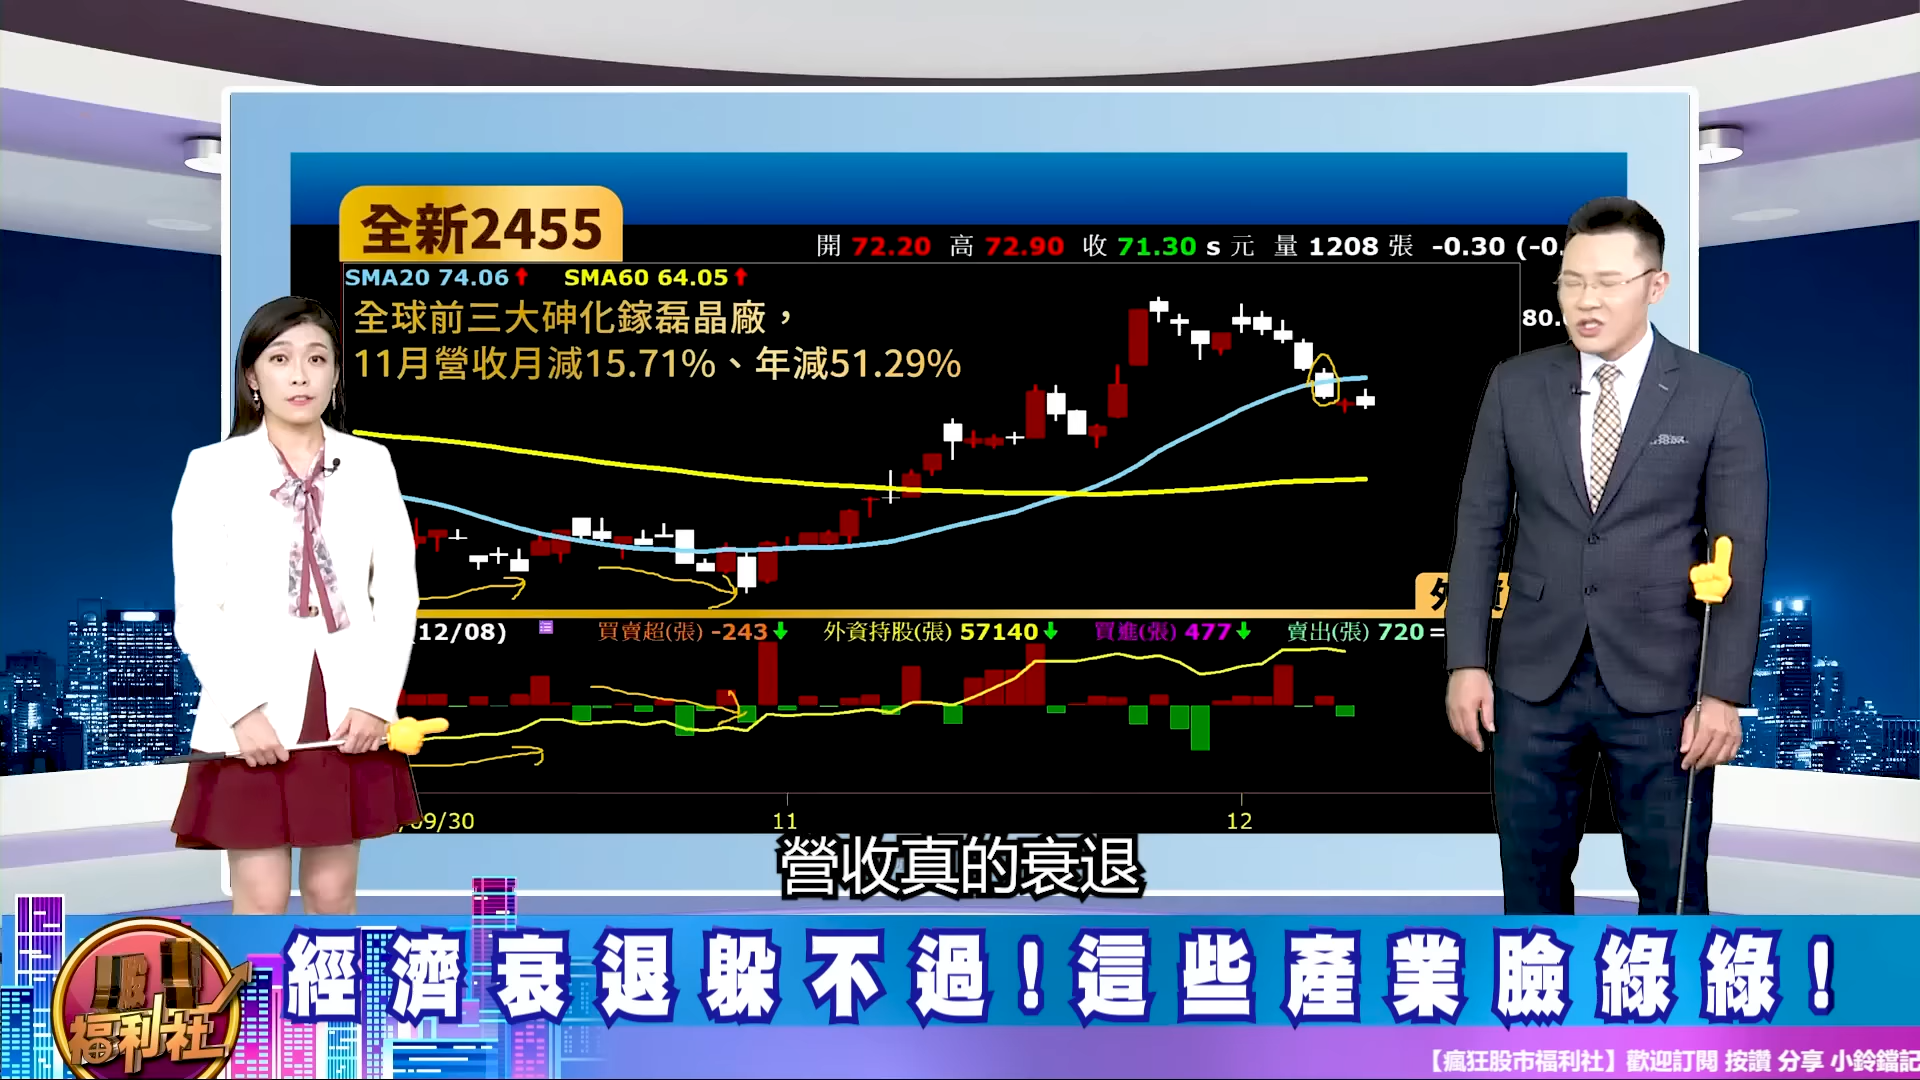 全新2455
開 72.20 高 72.90 收 71.30 s 元 量 1208 張 -0.30 (-0.
SMA20 74.06↑ SMA60 64.05↑
全球前三大砷化鎵磊晶廠，
11月營收月減15.71%、年減51.29%
80.
(12/08) 買賣超(張) -243↓ 外資持股(張) 57140↓ 買進(張) 477↓ 賣出(張) 720=
/09/30 11 12
營收真的衰退
經濟衰退躲不過！這些產業臉綠綠！
福利社
【瘋狂股市福利社】歡迎訂閱 按讚 分享 小鈴鐺記